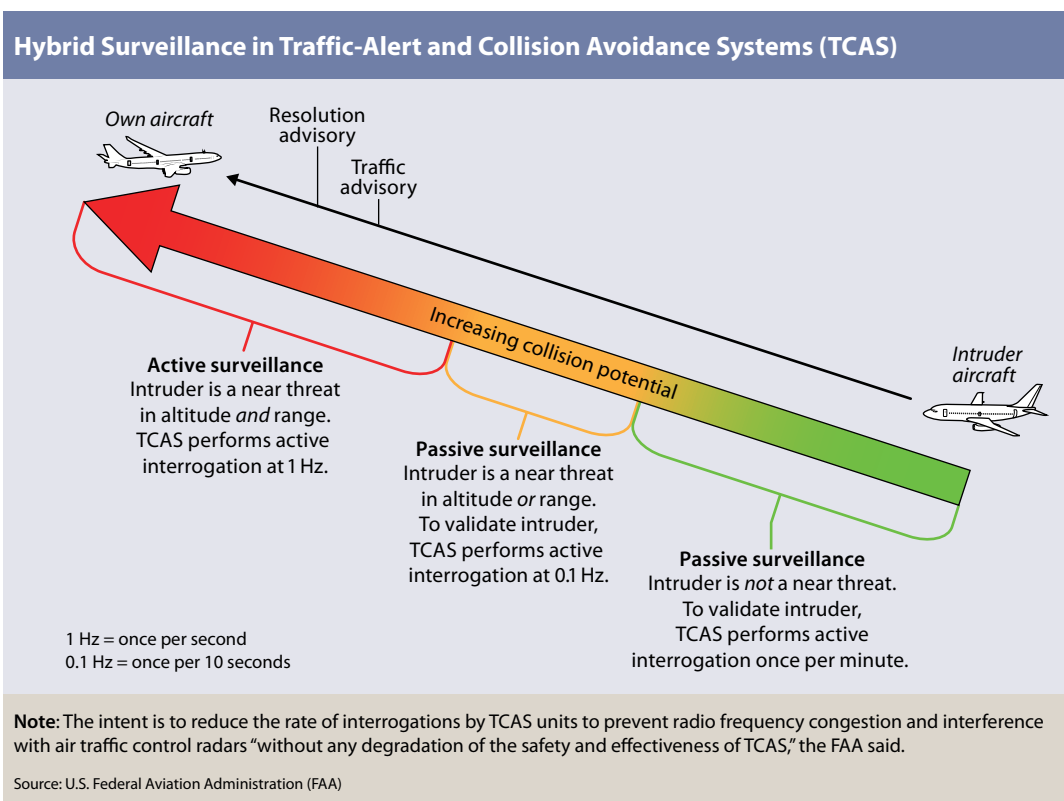 Hybrid Surveillance in Traffic-Alert and Collision Avoidance Systems (TCAS)
Own aircraft
Resolution
advisory
Traffic
advisory
Increasing collision potential
Intruder
aircraft
Active surveillance
Intruder is a near threat
in altitude and range.
TCAS performs active
interrogation at 1 Hz.
Passive surveillance
Intruder is a near threat
in altitude or range.
To validate intruder,
TCAS performs active
interrogation at 0.1 Hz.
Passive surveillance
Intruder is not a near threat.
To validate intruder,
TCAS performs active
interrogation once per minute.
1 Hz = once per second
0.1 Hz = once per 10 seconds
Note: The intent is to reduce the rate of interrogations by TCAS units to prevent radio frequency congestion and interference
with air traffic control radars “without any degradation of the safety and effectiveness of TCAS,” the FAA said.
Source: U.S. Federal Aviation Administration (FAA)